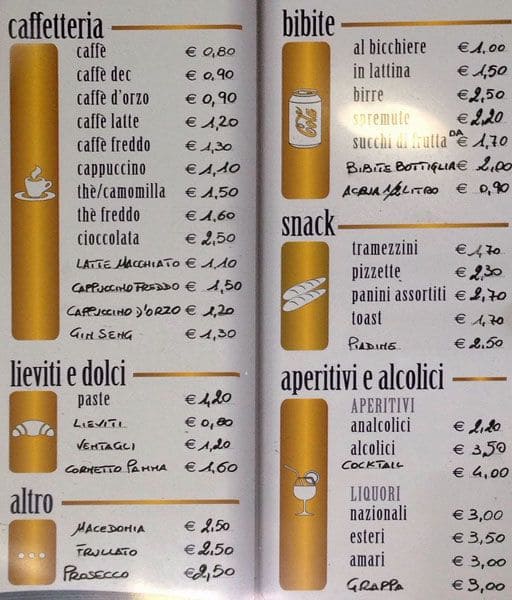 caffetteria
caffè € 0,80
caffè dec € 0,90
caffè d'orzo € 0,90
caffè latte € 1,20
caffè freddo € 1,30
cappuccino € 1,10
thè/camomilla € 1,50
thè freddo € 1,60
cioccolata € 2,50
LATTE MACCHIATO € 1,10
CAPPUCCINO FREDDO € 1,50
CAPPUCCINO D'ORZO € 1,20
GINSENG € 1,30
lieviti e dolci
paste € 1,20
LIEVITI € 0,80
VENTAGLI € 1,20
CORNETTO PANNA € 1,60
altro
MACEDONIA € 2,50
FRULLATO € 2,50
PROSECCO € 2,50
bibite
Cola
al bicchiere € 1,00
in lattina € 1,50
birre € 2,50
spremute € 2,20
succhi di frutta DA € 1,70
BIBITE BOTTIGLIA € 2,00
ACQUA 1/2 LITRO € 0,90
snack
tramezzini € 1,70
pizzette € 2,30
panini assortiti € 2,70
toast € 1,70
PIADINE € 2,50
aperitivi e alcolici
APERITIVI
analcolici € 2,20
alcolici € 3,50
COCKTAIL € 4,00
LIQUORI
nazionali € 3,00
esteri € 3,50
amari € 3,00
GRAPPA € 3,00